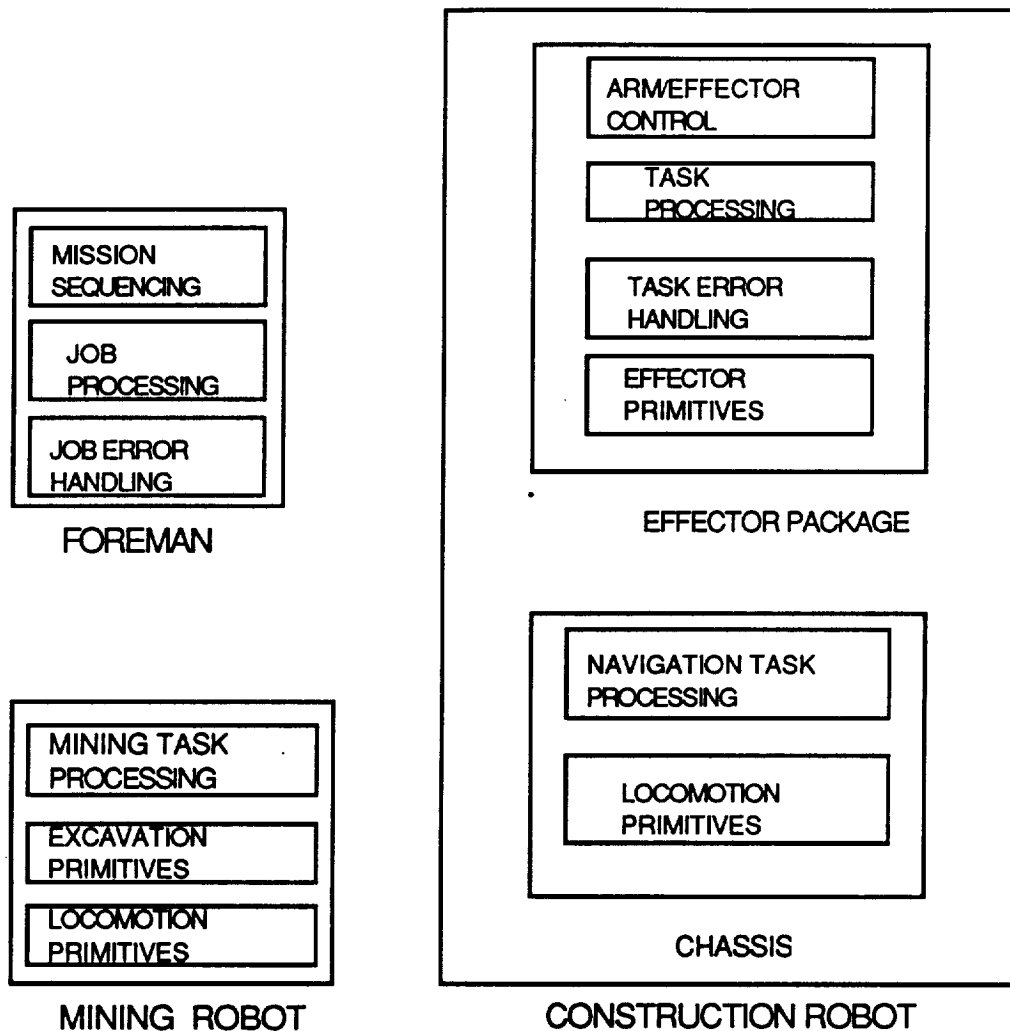 MISSION
SEQUENCING
JOB
PROCESSING
JOB ERROR
HANDLING
FOREMAN
MINING TASK
PROCESSING
EXCAVATION
PRIMITIVES
LOCOMOTION
PRIMITIVES
MINING ROBOT
ARM/EFFECTOR
CONTROL
TASK
PROCESSING
TASK ERROR
HANDLING
EFFECTOR
PRIMITIVES
EFFECTOR PACKAGE
NAVIGATION TASK
PROCESSING
LOCOMOTION
PRIMITIVES
CHASSIS
CONSTRUCTION ROBOT